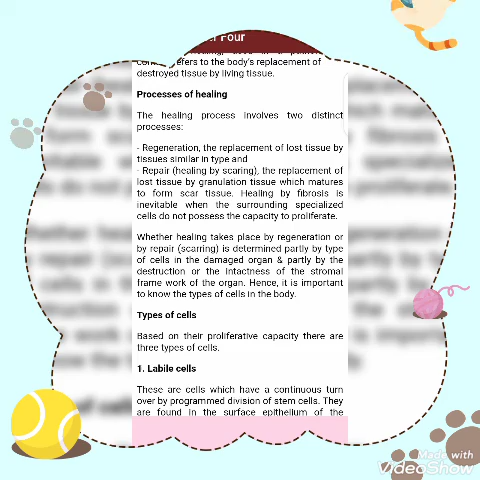 Four
refers to the body's replacement of
destroyed tissue by living tissue.
Processes of healing
The healing process involves two distinct
processes:
- Regeneration, the replacement of lost tissue by
tissues similar in type and
- Repair (healing by scaring), the replacement of
lost tissue by granulation tissue which matures
to form scar tissue. Healing by fibrosis is
inevitable when the surrounding specialized
cells do not possess the capacity to proliferate.
Whether healing takes place by regeneration or
by repair (scarring) is determined partly by type
of cells in the damaged organ & partly by the
destruction or the intactness of the stromal
frame work of the organ. Hence, it is important
to know the types of cells in the body.
Types of cells
Based on their proliferative capacity there are
three types of cells.
1. Labile cells
These are cells which have a continuous turn
over by programmed division of stem cells. They
are found in the surface epithelium of the
Made with
VideoShow